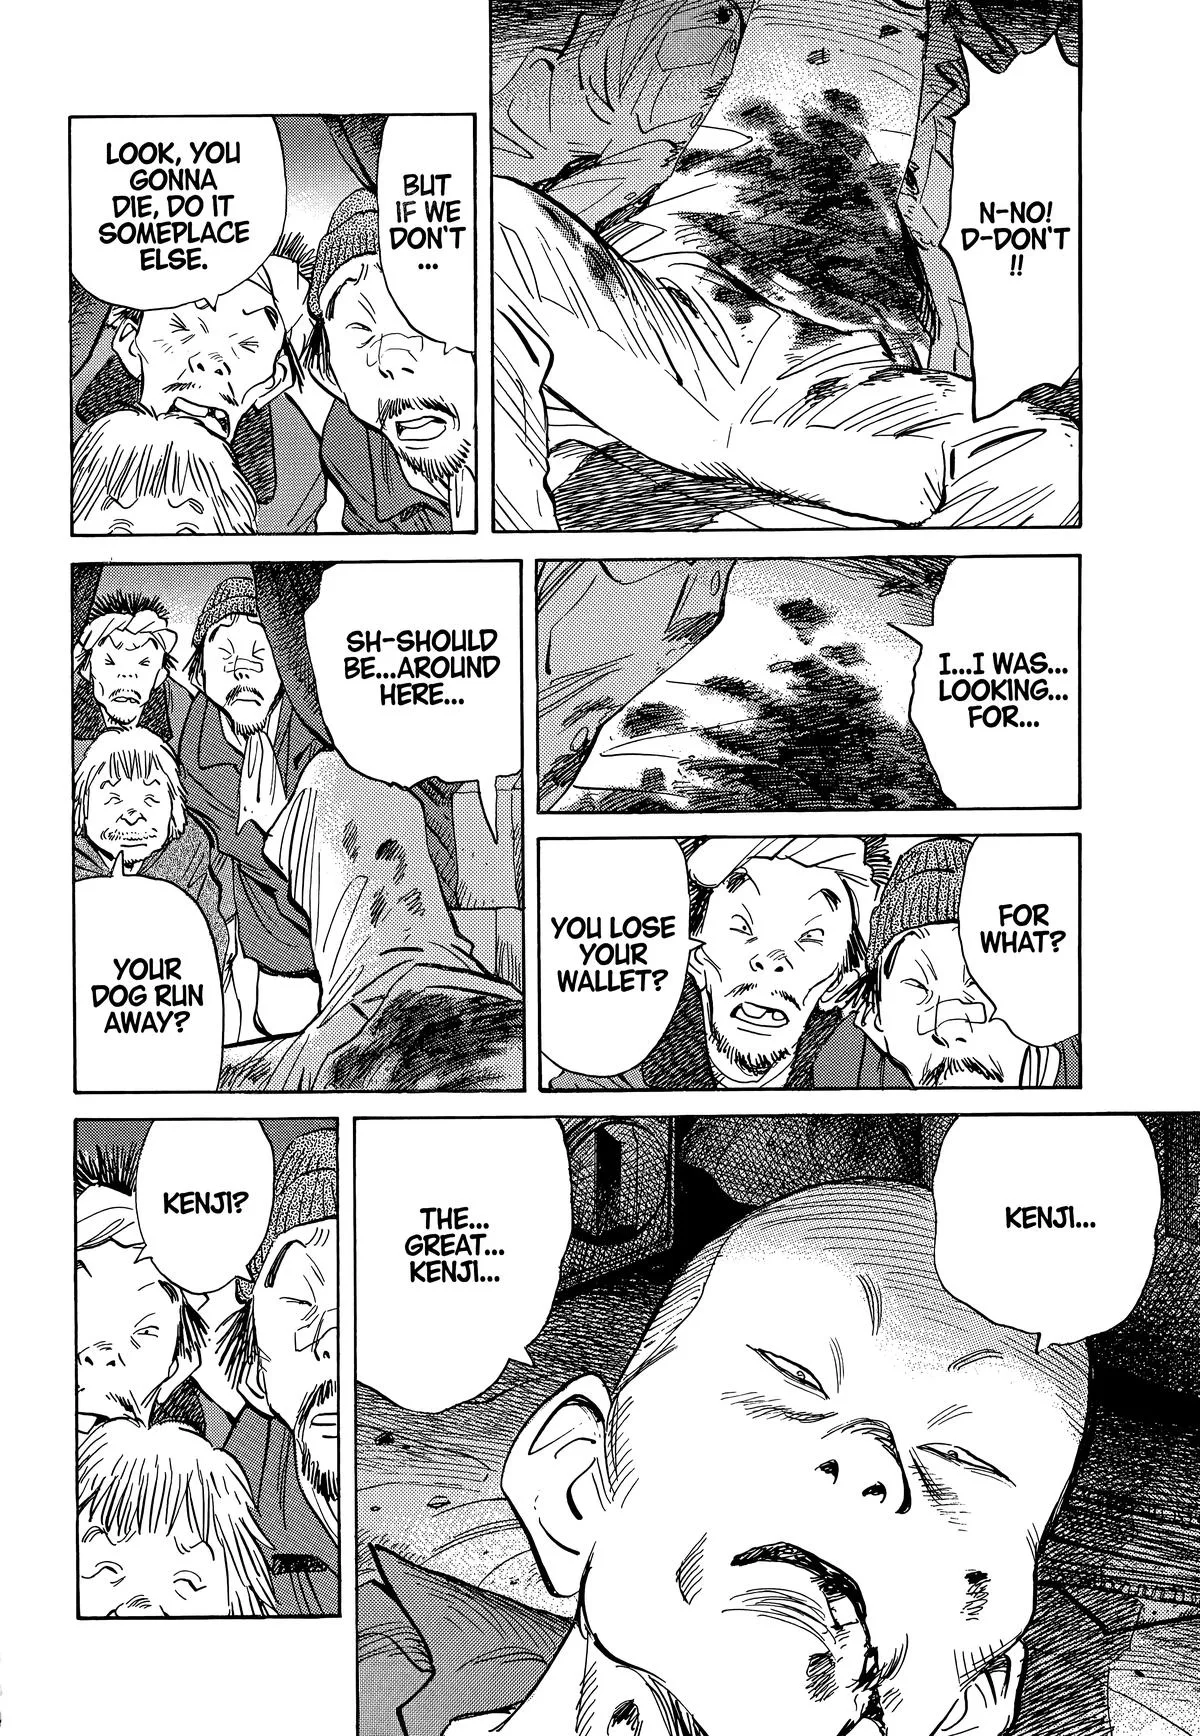 N-NO!
D-DON'T
!!
BUT
IF WE
DON'T
...
LOOK, YOU
GONNA
DIE, DO IT
SOMEPLACE
ELSE.
I...I WAS...
LOOKING...
FOR...
FOR
WHAT?
YOU LOSE
YOUR
WALLET?
SH-SHOULD
BE...AROUND
HERE...
YOUR
DOG RUN
AWAY?
KENJI...
THE...
GREAT...
KENJI...
KENJI?